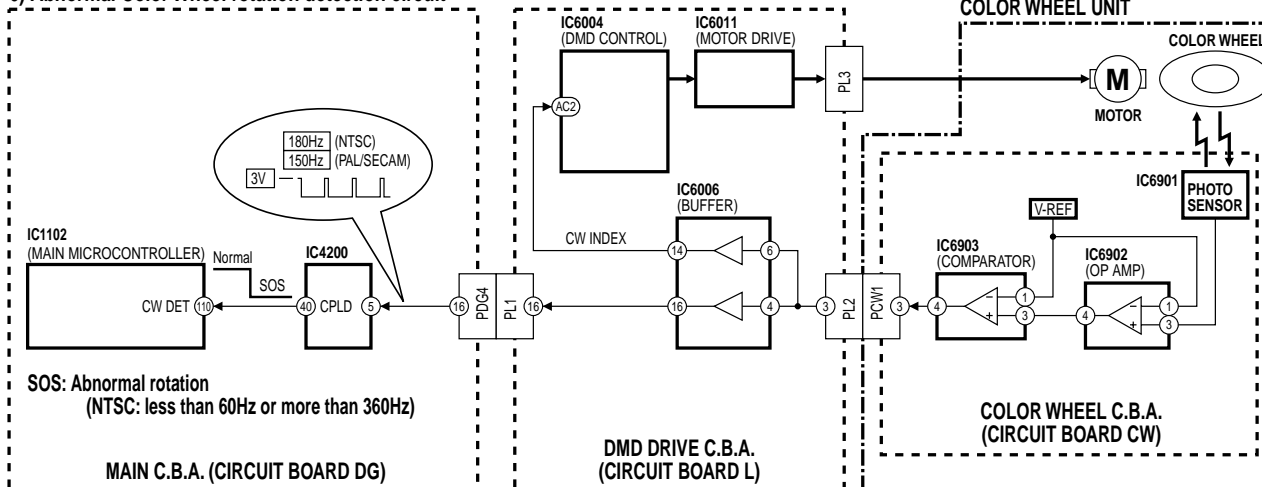 c) Abnormal Color Wheel rotation detection circuit
COLOR WHEEL UNIT
IC6004
(DMD CONTROL)
AC2
IC6011
(MOTOR DRIVE)
PL3
M
MOTOR
COLOR WHEEL
180Hz (NTSC)
150Hz (PAL/SECAM)
3V
IC6901
PHOTO
SENSOR
V-REF
IC1102
(MAIN MICROCONTROLLER)
CW DET
110
Normal
SOS
IC4200
40 CPLD 5
16
PDG4
PL1
16
CW INDEX
IC6006
(BUFFER)
14
6
16
4
3
PL2
PCW1
3
IC6903
(COMPARATOR)
4
−
+
1
3
IC6902
(OP AMP)
4
−
+
1
3
SOS: Abnormal rotation
(NTSC: less than 60Hz or more than 360Hz)
MAIN C.B.A. (CIRCUIT BOARD DG)
DMD DRIVE C.B.A.
(CIRCUIT BOARD L)
COLOR WHEEL C.B.A.
(CIRCUIT BOARD CW)